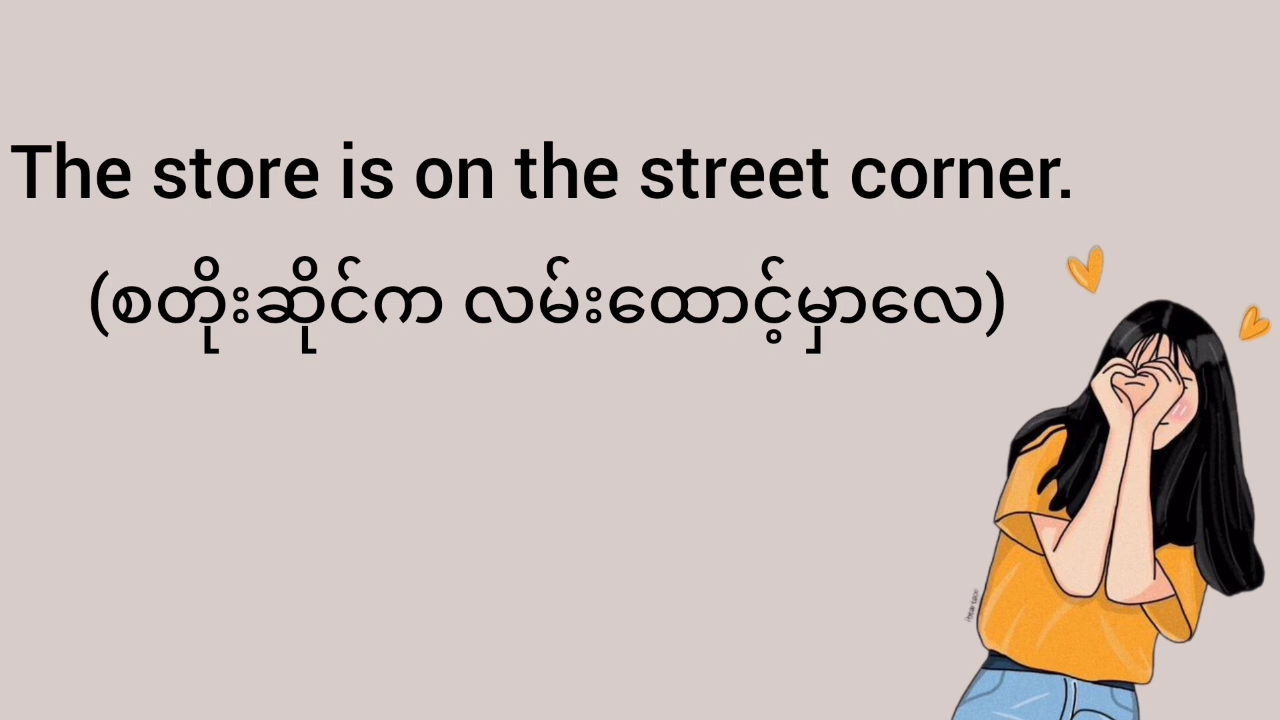 The store is on the street corner.
(စတိုးဆိုင်က လမ်းထောင့်မှာလေ)